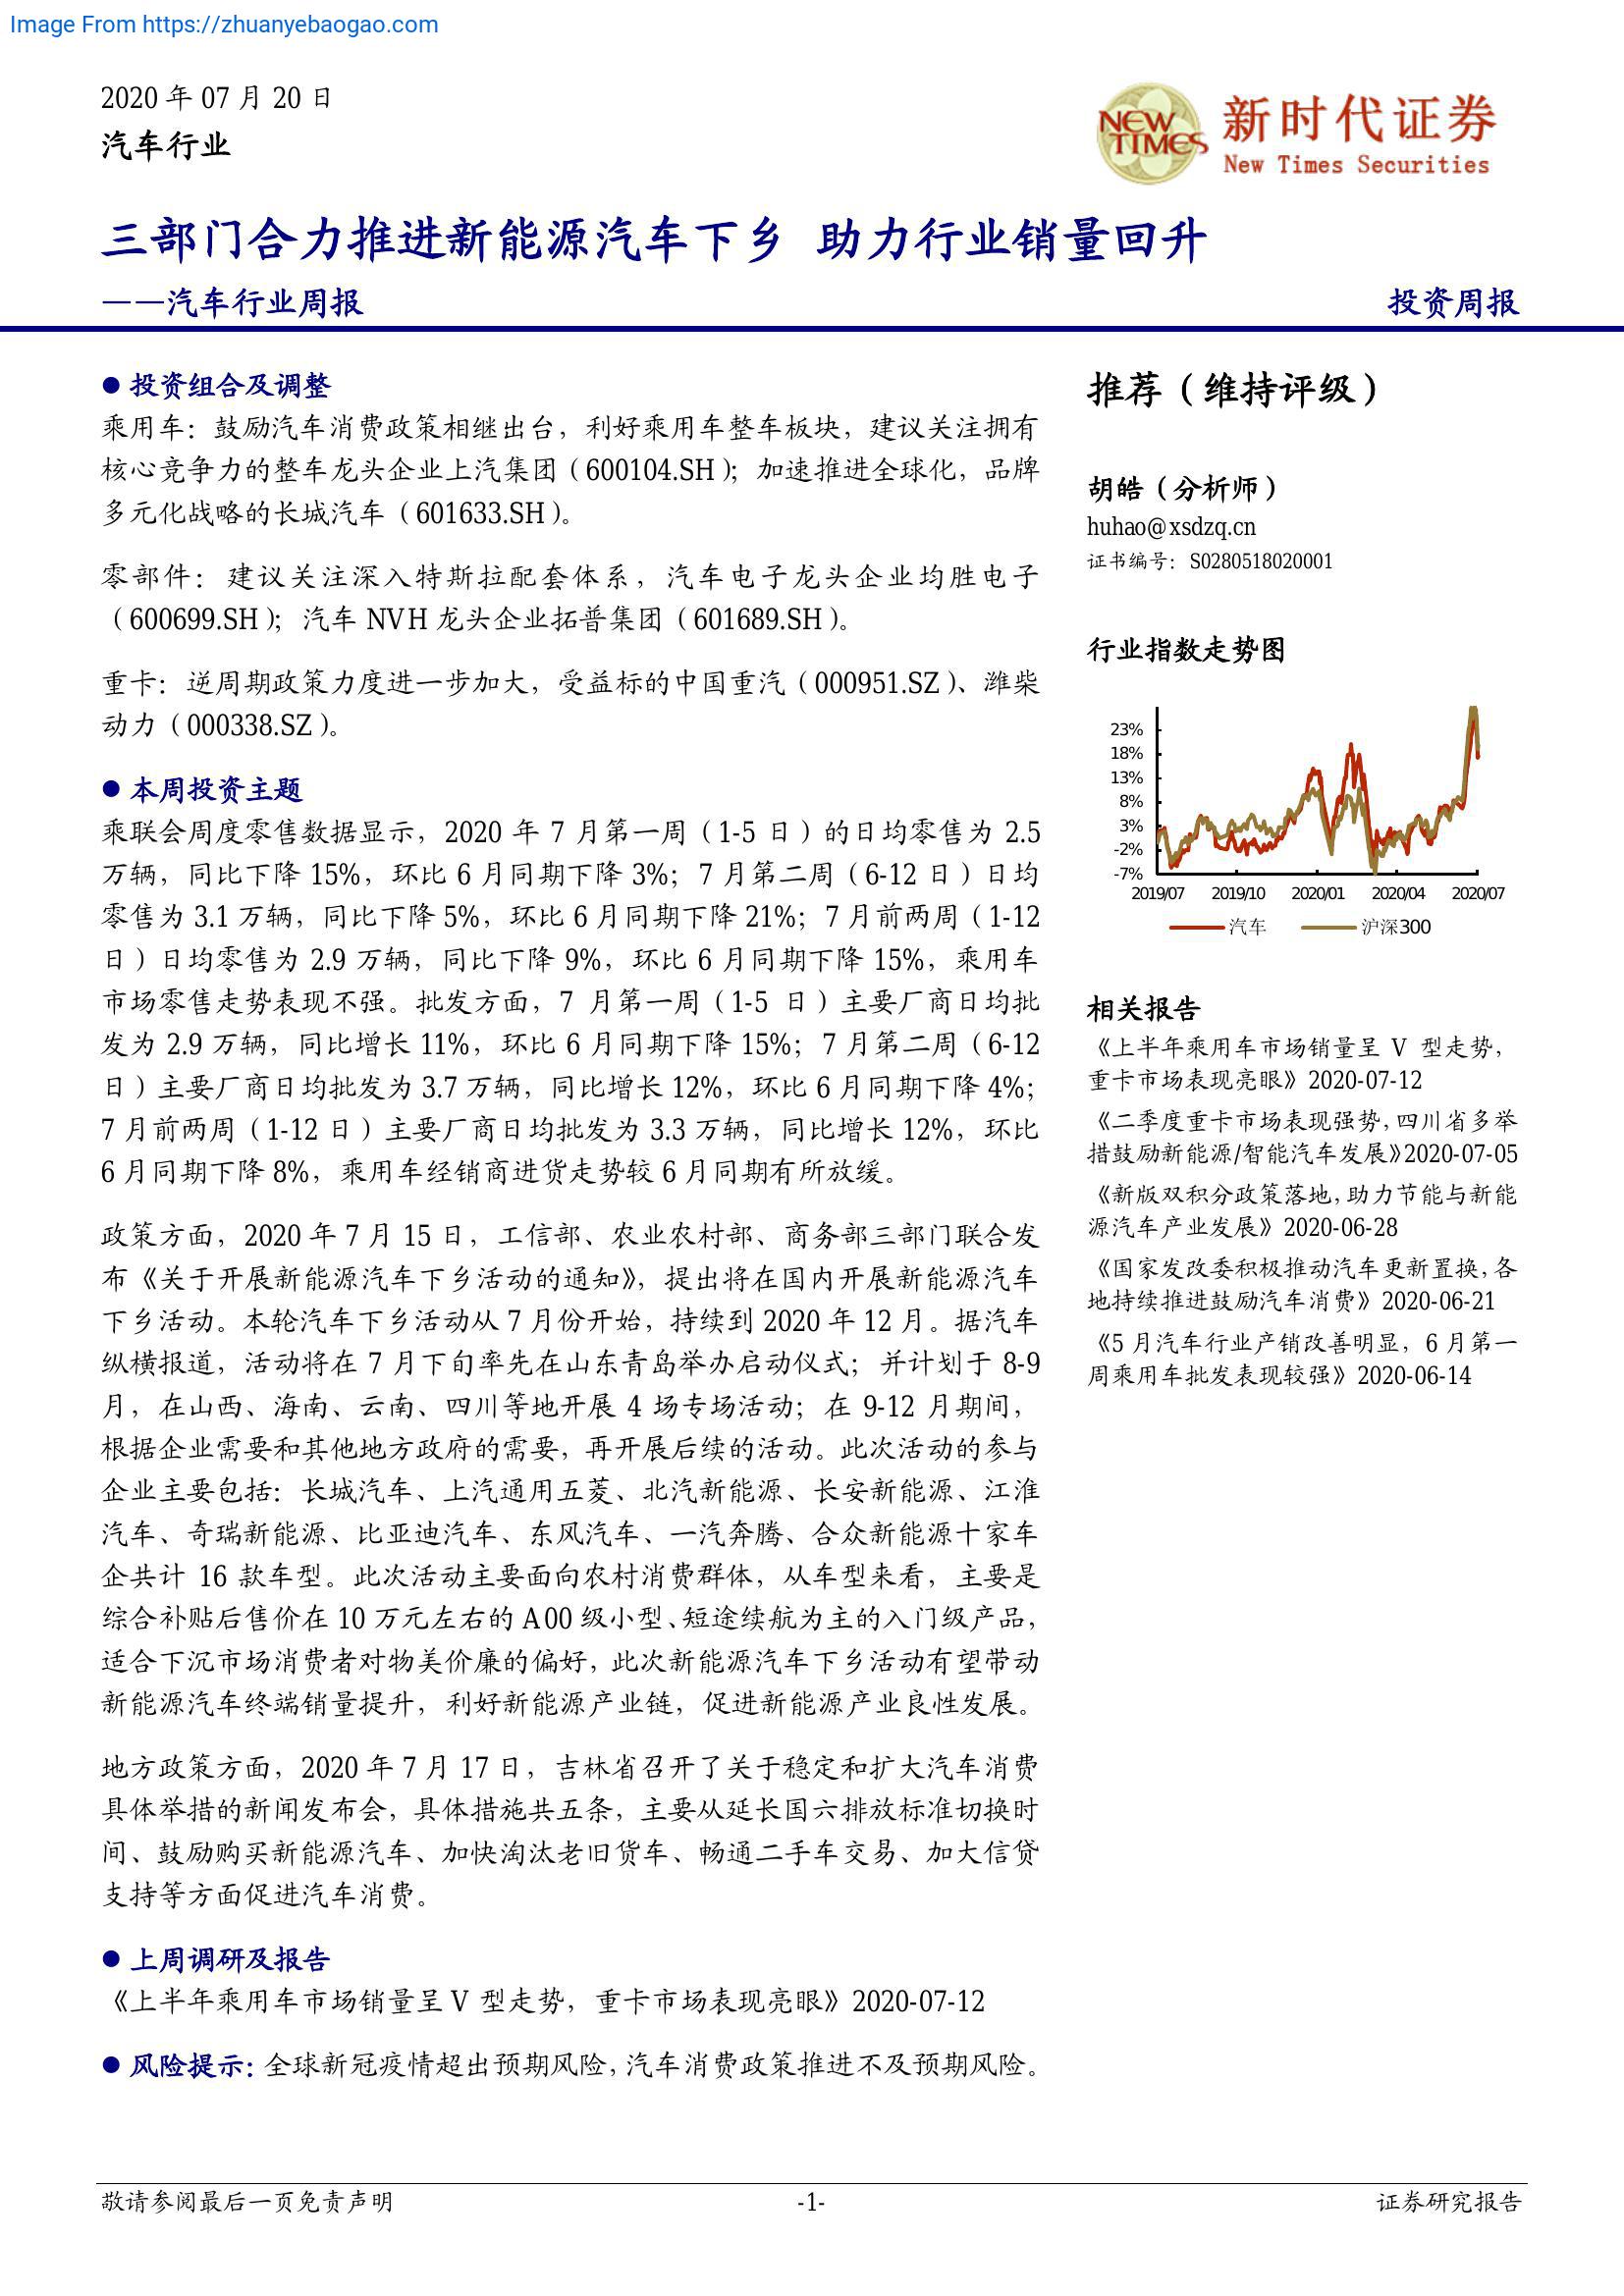 Image From https://zhuanyebaogao.com
2020 年 07 月 20 日
汽车行业
NEW TIMES
新时代证券
New Times Securities
三部门合力推进新能源汽车下乡 助力行业销量回升
——汽车行业周报
投资周报
● 投资组合及调整
乘用车：鼓励汽车消费政策相继出台，利好乘用车整车板块，建议关注拥有
核心竞争力的整车龙头企业上汽集团（600104.SH）；加速推进全球化，品牌
多元化战略的长城汽车（601633.SH）。
零部件：建议关注深入特斯拉配套体系，汽车电子龙头企业均胜电子
（600699.SH）；汽车 NVH 龙头企业拓普集团（601689.SH）。
重卡：逆周期政策力度进一步加大，受益标的中国重汽（000951.SZ）、潍柴
动力（000338.SZ）。
● 本周投资主题
乘联会周度零售数据显示，2020 年 7 月第一周（1-5 日）的日均零售为 2.5
万辆，同比下降 15%，环比 6 月同期下降 3%；7 月第二周（6-12 日）日均
零售为 3.1 万辆，同比下降 5%，环比 6 月同期下降 21%；7 月前两周（1-12
日）日均零售为 2.9 万辆，同比下降 9%，环比 6 月同期下降 15%，乘用车
市场零售走势表现不强。批发方面，7 月第一周（1-5 日）主要厂商日均批
发为 2.9 万辆，同比增长 11%，环比 6 月同期下降 15%；7 月第二周（6-12
日）主要厂商日均批发为 3.7 万辆，同比增长 12%，环比 6 月同期下降 4%；
7 月前两周（1-12 日）主要厂商日均批发为 3.3 万辆，同比增长 12%，环比
6 月同期下降 8%，乘用车经销商进货走势较 6 月同期有所放缓。
政策方面，2020 年 7 月 15 日，工信部、农业农村部、商务部三部门联合发
布《关于开展新能源汽车下乡活动的通知》，提出将在国内开展新能源汽车
下乡活动。本轮汽车下乡活动从 7 月份开始，持续到 2020 年 12 月。据汽车
纵横报道，活动将在 7 月下旬率先在山东青岛举办启动仪式；并计划于 8-9
月，在山西、海南、云南、四川等地开展 4 场专场活动；在 9-12 月期间，
根据企业需要和其他地方政府的需要，再开展后续的活动。此次活动的参与
企业主要包括：长城汽车、上汽通用五菱、北汽新能源、长安新能源、江淮
汽车、奇瑞新能源、比亚迪汽车、东风汽车、一汽奔腾、合众新能源十家车
企共计 16 款车型。此次活动主要面向农村消费群体，从车型来看，主要是
综合补贴后售价在 10 万元左右的 A00 级小型、短途续航为主的入门级产品，
适合下沉市场消费者对物美价廉的偏好，此次新能源汽车下乡活动有望带动
新能源汽车终端销量提升，利好新能源产业链，促进新能源产业良性发展。
地方政策方面，2020 年 7 月 17 日，吉林省召开了关于稳定和扩大汽车消费
具体举措的新闻发布会，具体措施共五条，主要从延长国六排放标准切换时
间、鼓励购买新能源汽车、加快淘汰老旧货车、畅通二手车交易、加大信贷
支持等方面促进汽车消费。
● 上周调研及报告
《上半年乘用车市场销量呈 V 型走势，重卡市场表现亮眼》2020-07-12
● 风险提示：全球新冠疫情超出预期风险，汽车消费政策推进不及预期风险。
推荐（维持评级）
胡皓（分析师）
huhao@xsdzq.cn
证书编号：S0280518020001
行业指数走势图
23%
18%
13%
8%
3%
-2%
-7%
2019/07 2019/10 2020/01 2020/04 2020/07
汽车 沪深300
相关报告
《上半年乘用车市场销量呈 V 型走势，
重卡市场表现亮眼》2020-07-12
《二季度重卡市场表现强势，四川省多举
措鼓励新能源/智能汽车发展》2020-07-05
《新版双积分政策落地，助力节能与新能
源汽车产业发展》2020-06-28
《国家发改委积极推动汽车更新置换，各
地持续推进鼓励汽车消费》2020-06-21
《5 月汽车行业产销改善明显，6 月第一
周乘用车批发表现较强》2020-06-14
敬请参阅最后一页免责声明
-1-
证券研究报告